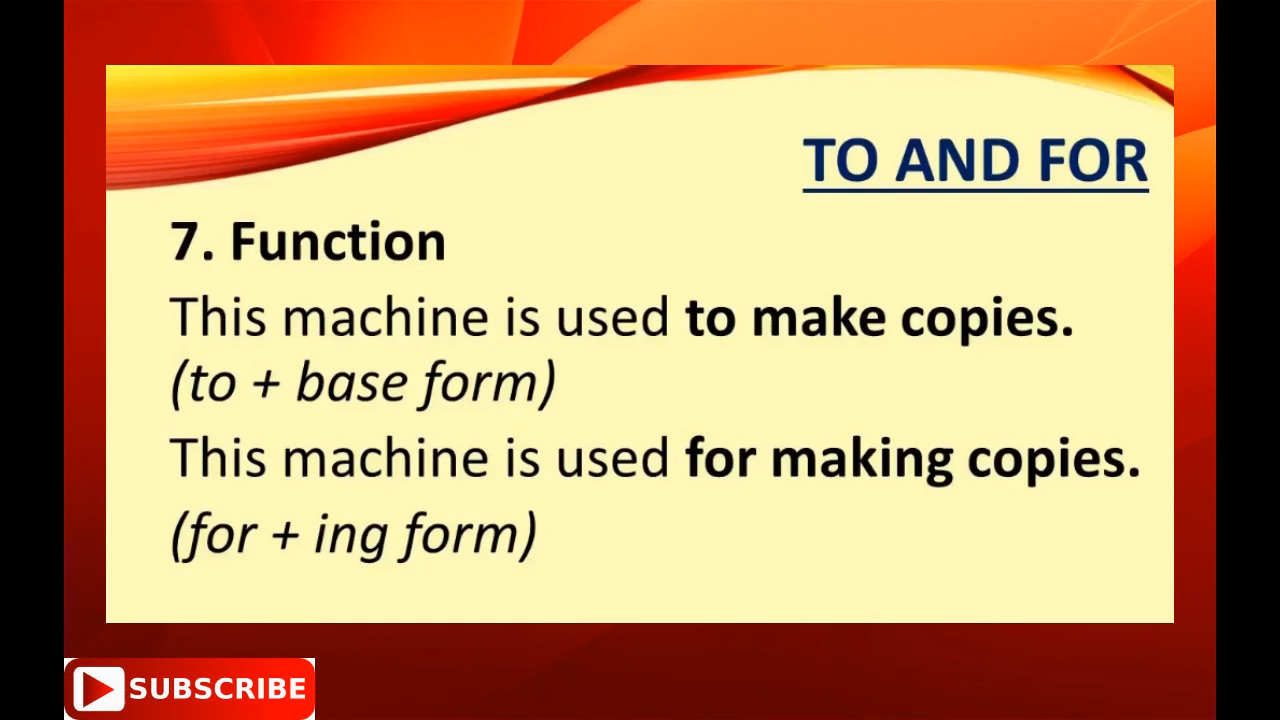 TO AND FOR
7. Function
This machine is used to make copies.
(to + base form)
This machine is used for making copies.
(for + ing form)
SUBSCRIBE